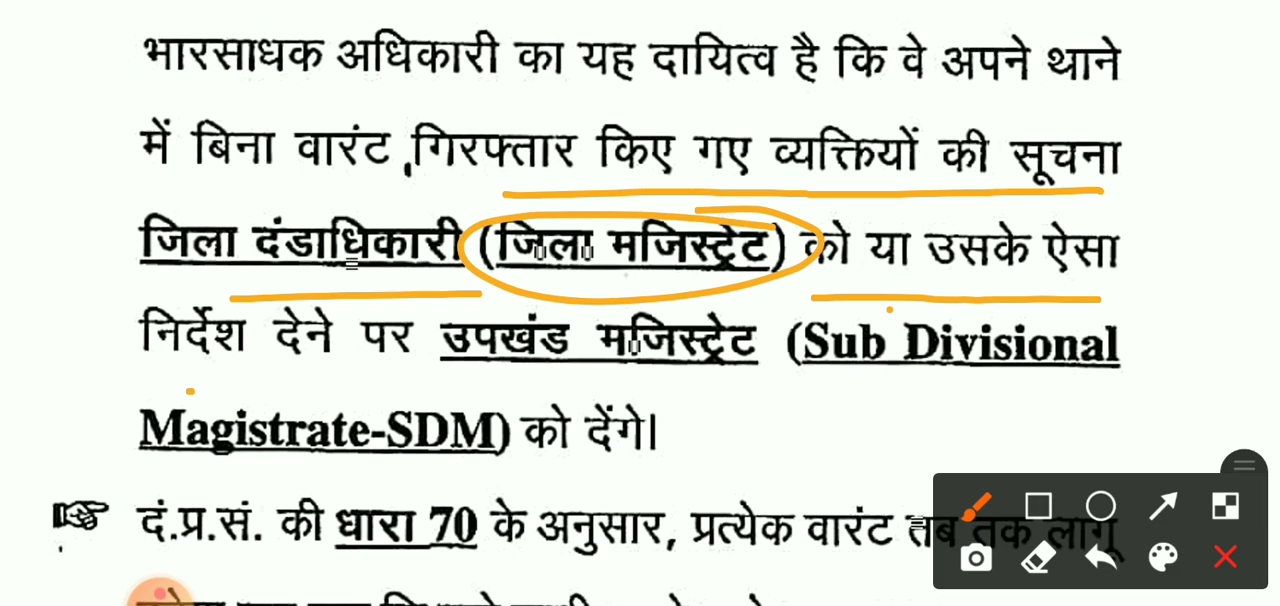 भारसाधक अधिकारी का यह दायित्व है कि वे अपने थाने
में बिना वारंट गिरफ्तार किए गए व्यक्तियों की सूचना
जिला दंडाधिकारी (जिला मजिस्ट्रेट) को या उसके ऐसा
निर्देश देने पर उपखंड मजिस्ट्रेट (Sub Divisional
Magistrate-SDM) को देंगे।
दं.प्र.सं. की धारा 70 के अनुसार, प्रत्येक वारंट तब तक लागू